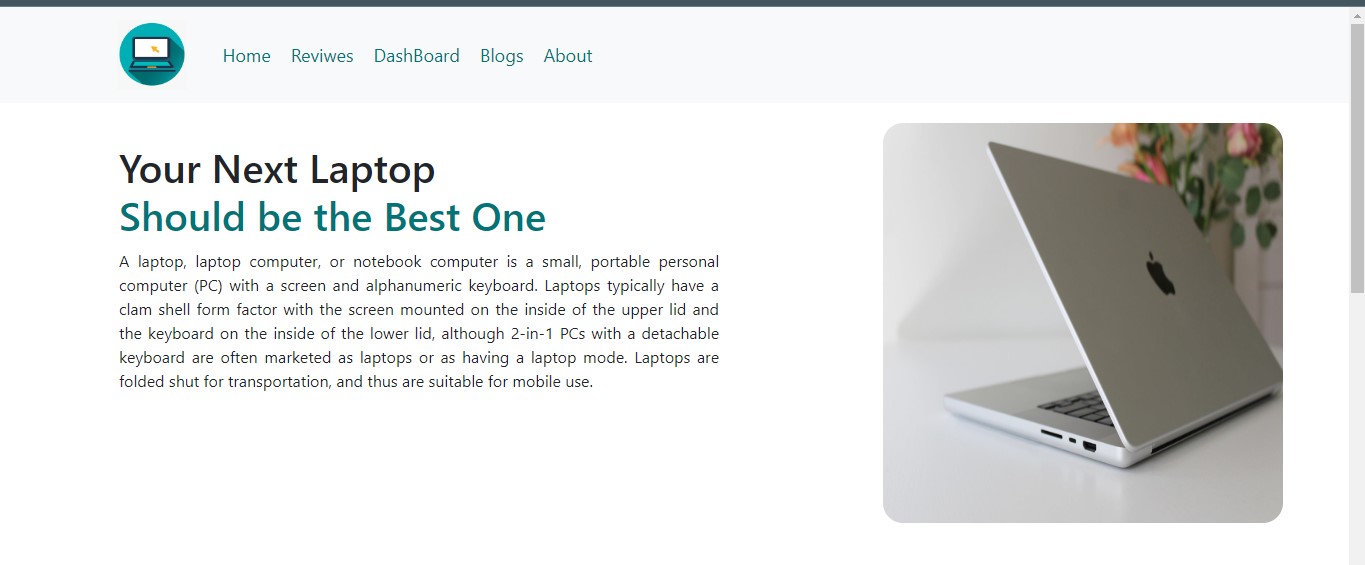 Home Reviwes DashBoard Blogs About
Your Next Laptop
Should be the Best One
A laptop, laptop computer, or notebook computer is a small, portable personal
computer (PC) with a screen and alphanumeric keyboard. Laptops typically have a
clam shell form factor with the screen mounted on the inside of the upper lid and
the keyboard on the inside of the lower lid, although 2-in-1 PCs with a detachable
keyboard are often marketed as laptops or as having a laptop mode. Laptops are
folded shut for transportation, and thus are suitable for mobile use.